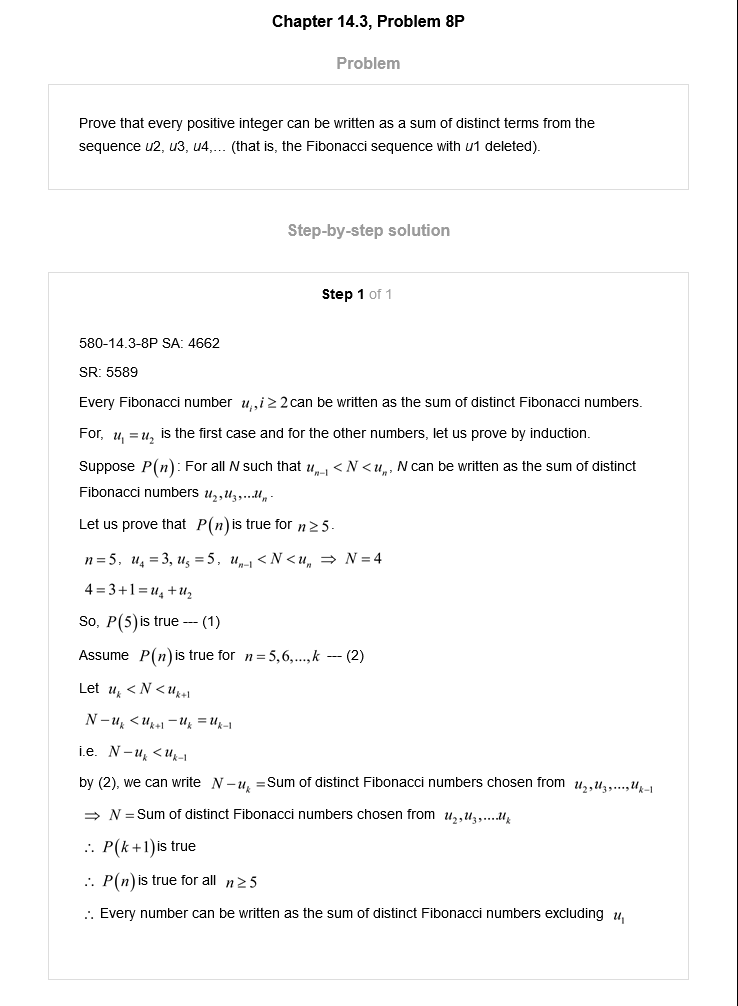 Chapter 14.3, Problem 8P
Problem
Prove that every positive integer can be written as a sum of distinct terms from the
sequence u2, u3, u4,... (that is, the Fibonacci sequence with u1 deleted).
Step-by-step solution
Step 1 of 1
580-14.3-8P SA: 4662
SR: 5589
Every Fibonacci number u_i, i ≥ 2 can be written as the sum of distinct Fibonacci numbers.
For, u_1 = u_2 is the first case and for the other numbers, let us prove by induction.
Suppose P(n): For all N such that u_{n-1} < N < u_n, N can be written as the sum of distinct
Fibonacci numbers u_2, u_3, ...u_n.
Let us prove that P(n) is true for n ≥ 5.
n = 5, u_4 = 3, u_5 = 5, u_{n-1} < N < u_n ⇒ N = 4
4 = 3 + 1 = u_4 + u_2
So, P(5) is true --- (1)
Assume P(n) is true for n = 5, 6, ..., k --- (2)
Let u_k < N < u_{k+1}
N − u_k < u_{k+1} − u_k = u_{k-1}
i.e. N − u_k < u_{k-1}
by (2), we can write N − u_k = Sum of distinct Fibonacci numbers chosen from u_2, u_3, ..., u_{k-1}
⇒ N = Sum of distinct Fibonacci numbers chosen from u_2, u_3, ....u_k
∴ P(k+1) is true
∴ P(n) is true for all n ≥ 5
∴ Every number can be written as the sum of distinct Fibonacci numbers excluding u_1